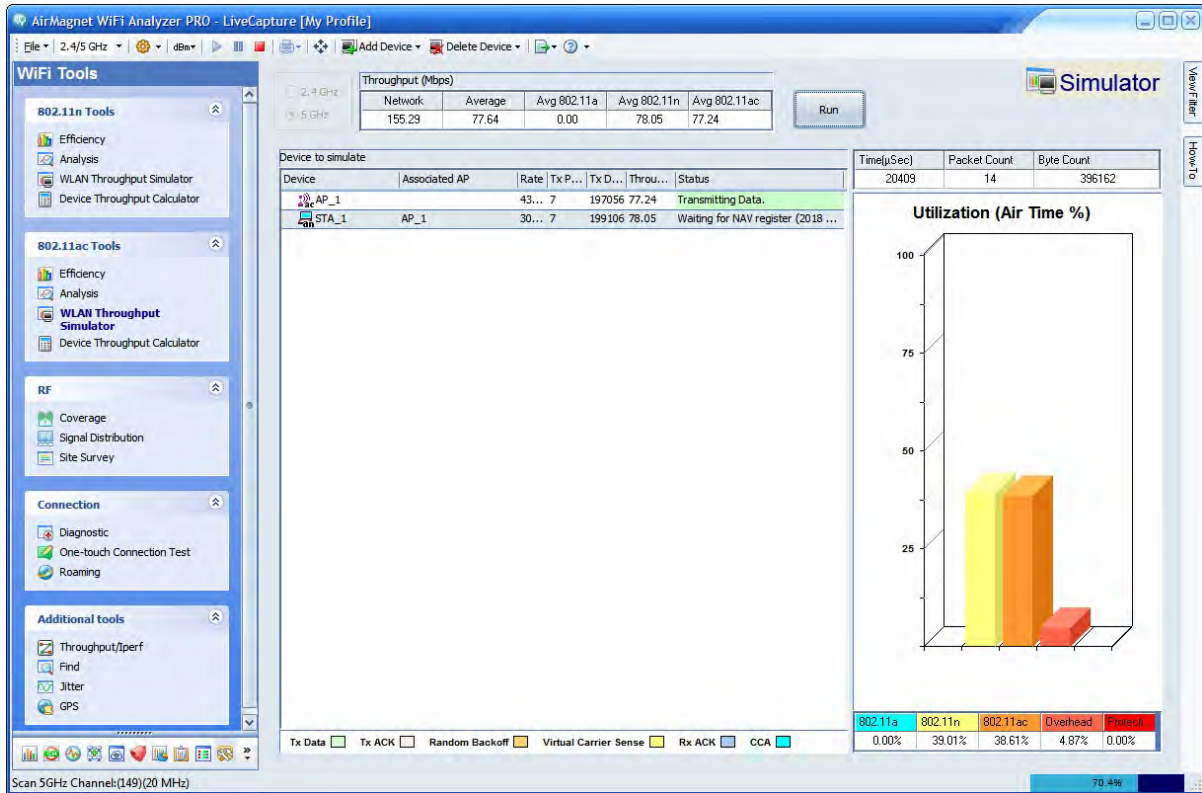 AirMagnet WiFi Analyzer PRO - LiveCapture [My Profile]
File 2.4/5 GHz dBm Add Device Delete Device
WiFi Tools
802.11n Tools
Efficiency
Analysis
WLAN Throughput Simulator
Device Throughput Calculator
802.11ac Tools
Efficiency
Analysis
WLAN Throughput
Simulator
Device Throughput Calculator
RF
Coverage
Signal Distribution
Site Survey
Connection
Diagnostic
One-touch Connection Test
Roaming
Additional tools
Throughput/Iperf
Find
Jitter
GPS
2.4 GHz
5 GHz
Throughput (Mbps)
Network Average Avg 802.11a Avg 802.11n Avg 802.11ac
155.29 77.64 0.00 78.05 77.24
Run
Simulator
View Filter
How-To
Device to simulate
Device Associated AP Rate Tx P... Tx D... Throu... Status
ac AP_1 43... 7 197056 77.24 Transmitting Data.
an STA_1 AP_1 30... 7 199106 78.05 Waiting for NAV register (2018 ...
Time(µSec) Packet Count Byte Count
20409 14 396162
Utilization (Air Time %)
100
75
50
25
802.11a 802.11n 802.11ac Overhead Protecti...
0.00% 39.01% 38.61% 4.87% 0.00%
Tx Data Tx ACK Random Backoff Virtual Carrier Sense Rx ACK CCA
Scan 5GHz Channel:(149)(20 MHz)
70.4%